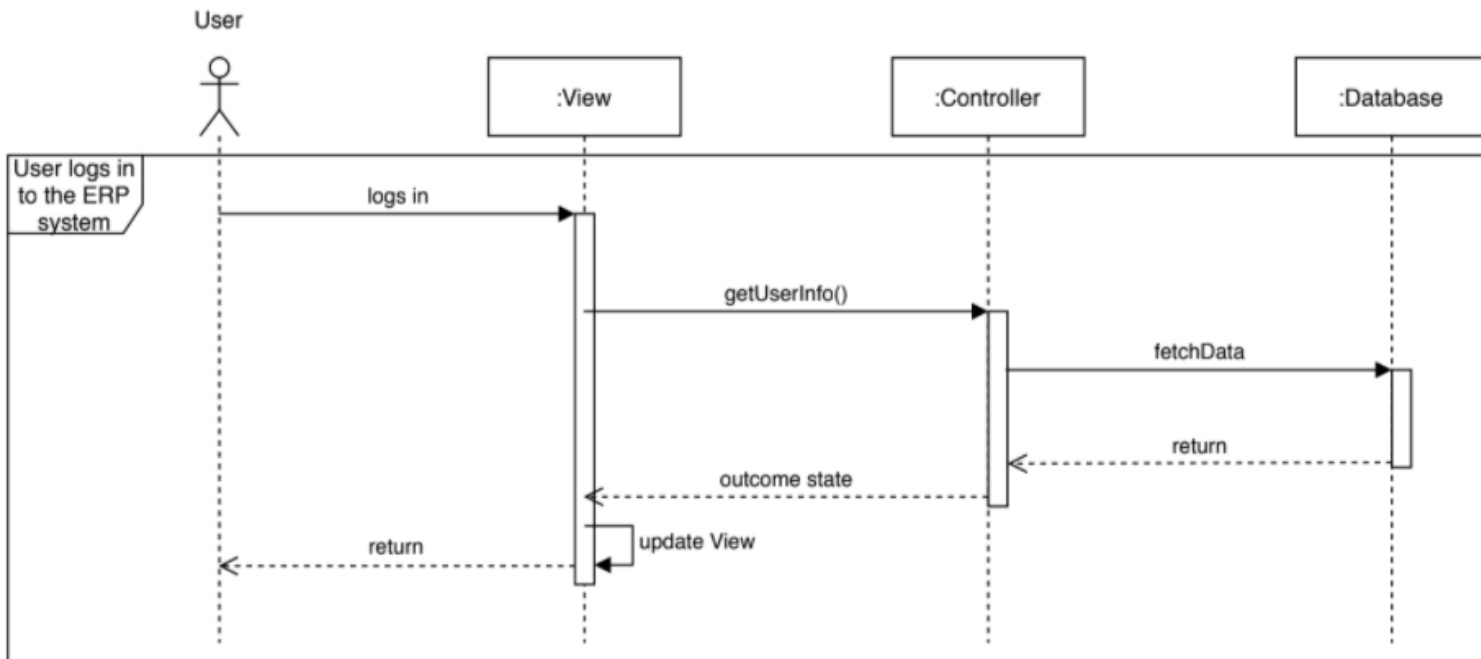 User
:View
:Controller
:Database
User logs in
to the ERP
system
logs in
getUserInfo()
fetchData
return
outcome state
update View
return